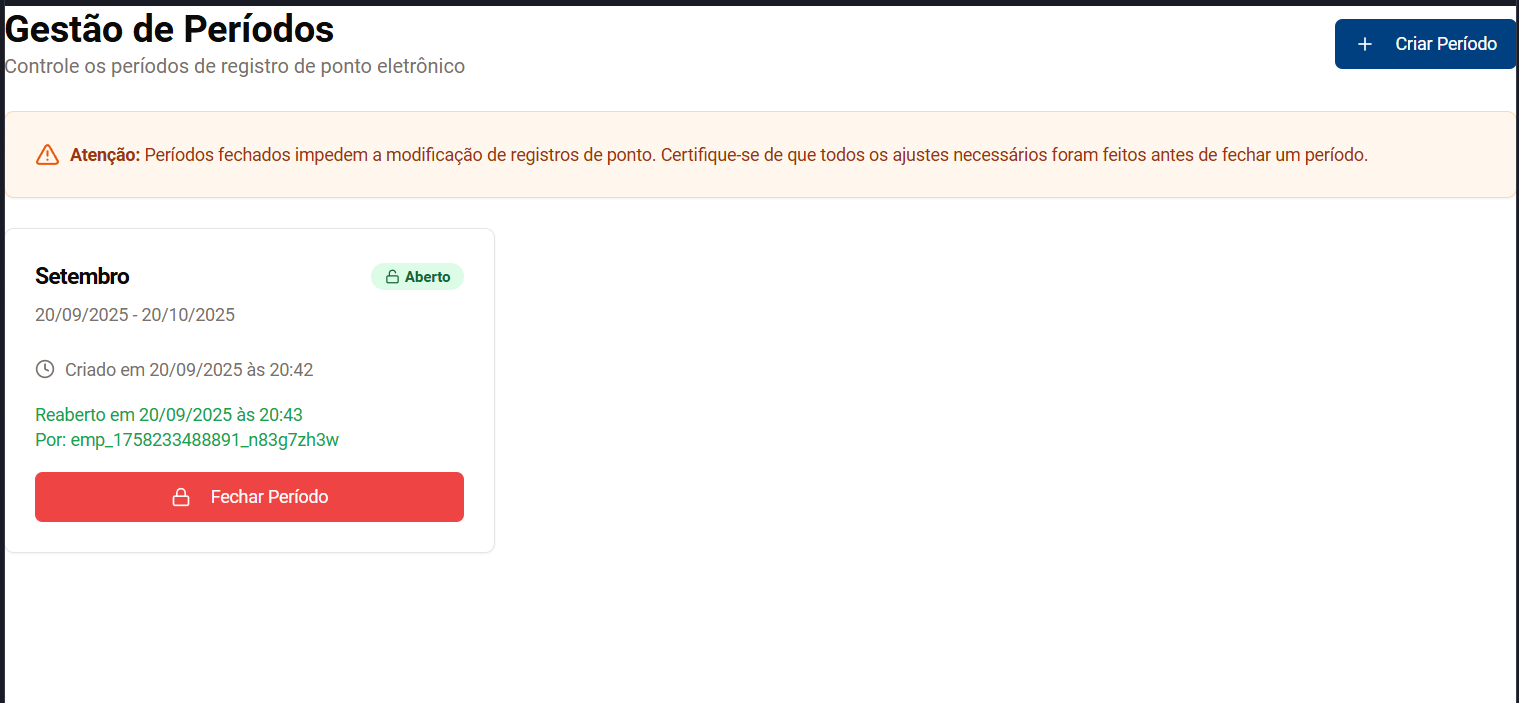 Gestão de Períodos
Controle os períodos de registro de ponto eletrônico
Criar Período
Atenção: Períodos fechados impedem a modificação de registros de ponto. Certifique-se de que todos os ajustes necessários foram feitos antes de fechar um período.
Setembro
Aberto
20/09/2025 - 20/10/2025
Criado em 20/09/2025 às 20:42
Reaberto em 20/09/2025 às 20:43
Por: emp_1758233488891_n83g7zh3w
Fechar Período